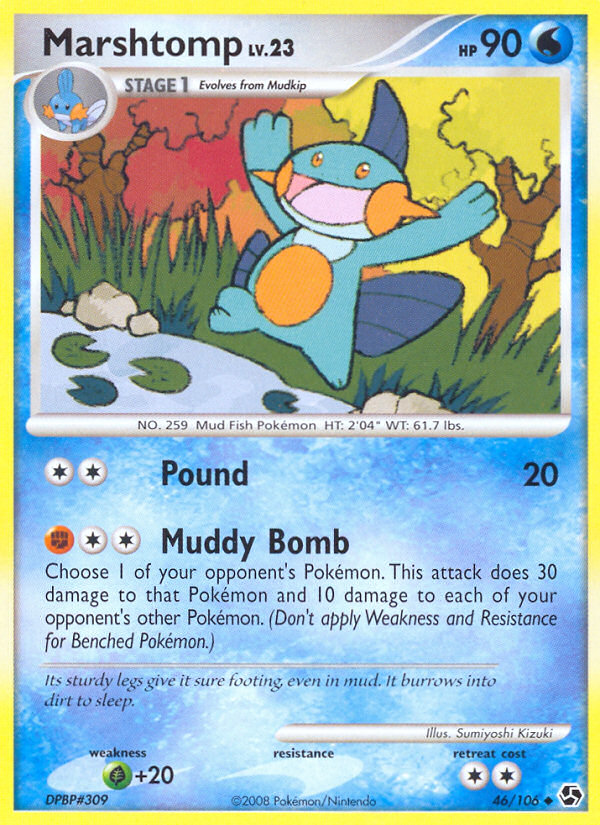 Marshtomp LV.23 HP 90
STAGE 1 Evolves from Mudkip
NO. 259 Mud Fish Pokémon HT: 2'04" WT: 61.7 lbs.
Pound 20
Muddy Bomb
Choose 1 of your opponent's Pokémon. This attack does 30
damage to that Pokémon and 10 damage to each of your
opponent's other Pokémon. (Don't apply Weakness and Resistance
for Benched Pokémon.)
Its sturdy legs give it sure footing, even in mud. It burrows into
dirt to sleep.
Illus. Sumiyoshi Kizuki
weakness resistance retreat cost
+20
DPBP#309 ©2008 Pokémon/Nintendo 46/106